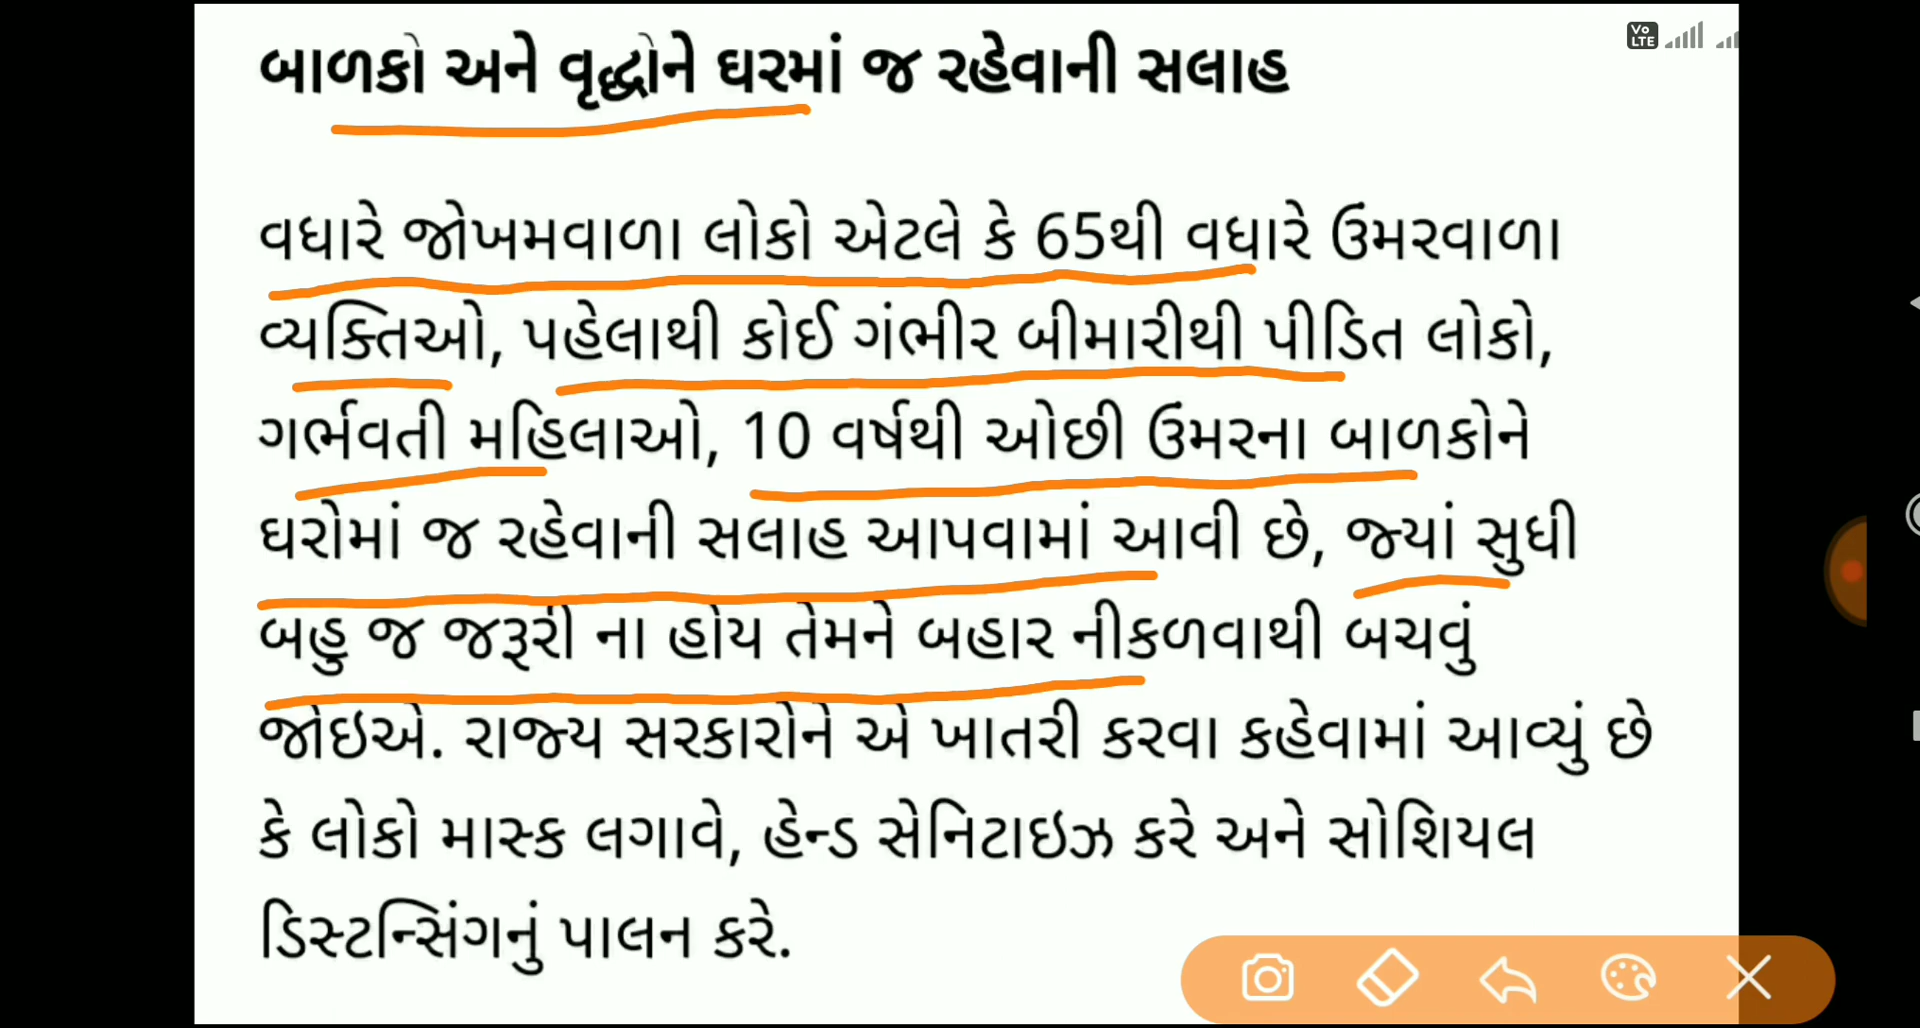 બાળકો અને વૃદ્ધોને ઘરમાં જ રહેવાની સલાહ
Vo LTE
વધારે જોખમવાળા લોકો એટલે કે 65થી વધારે ઉંમરવાળા
વ્યક્તિઓ, પહેલાથી કોઈ ગંભીર બીમારીથી પીડિત લોકો,
ગર્ભવતી મહિલાઓ, 10 વર્ષથી ઓછી ઉંમરના બાળકોને
ઘરોમાં જ રહેવાની સલાહ આપવામાં આવી છે, જ્યાં સુધી
બહુ જ જરૂરી ના હોય તેમને બહાર નીકળવાથી બચવું
જોઇએ. રાજ્ય સરકારોને એ ખાતરી કરવા કહેવામાં આવ્યું છે
કે લોકો માસ્ક લગાવે, હેન્ડ સેનિટાઇઝ કરે અને સોશિયલ
ડિસ્ટન્સિંગનું પાલન કરે.